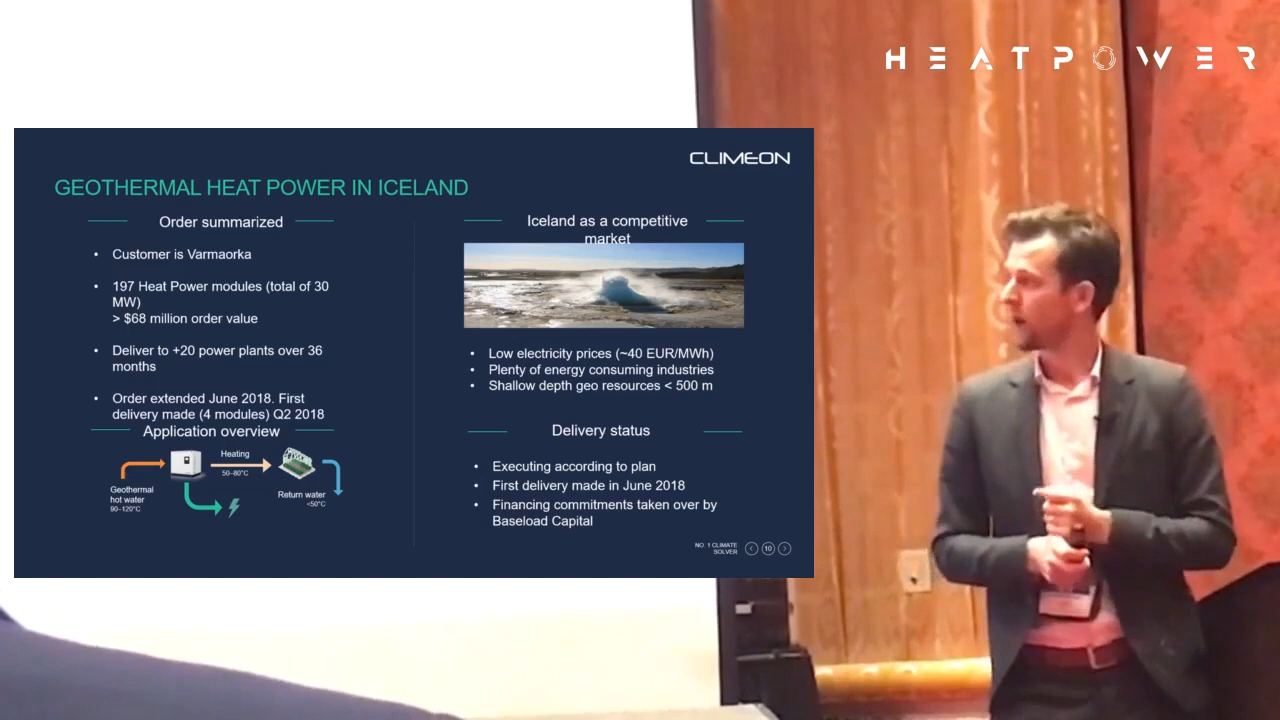 HEATPOWER
CLIMEON
GEOTHERMAL HEAT POWER IN ICELAND
Order summarized
• Customer is Varmaorka
• 197 Heat Power modules (total of 30
MW)
> $68 million order value
• Deliver to +20 power plants over 36
months
• Order extended June 2018. First
delivery made (4 modules) Q2 2018
Application overview
Heating
50–80°C
Geothermal
hot water
90–120°C
Return water
<50°C
Iceland as a competitive
market
• Low electricity prices (~40 EUR/MWh)
• Plenty of energy consuming industries
• Shallow depth geo resources < 500 m
Delivery status
• Executing according to plan
• First delivery made in June 2018
• Financing commitments taken over by
Baseload Capital
NO. 1 CLIMATE
SOLVER
10